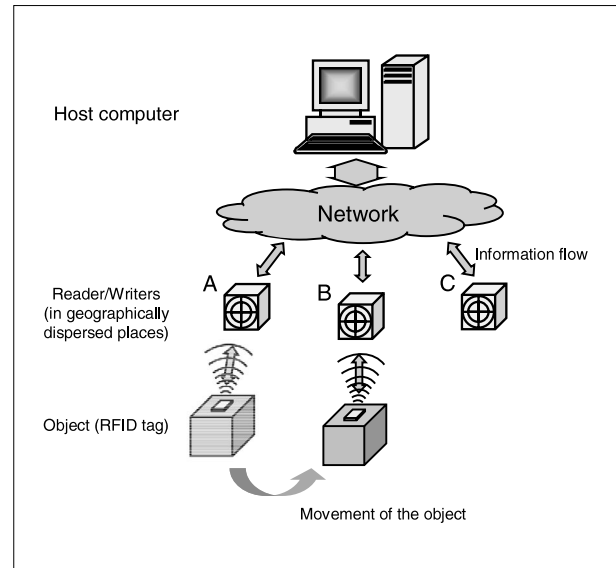 Host computer
Network
Information flow
A
B
C
Reader/Writers
(in geographically
dispersed places)
Object (RFID tag)
Movement of the object